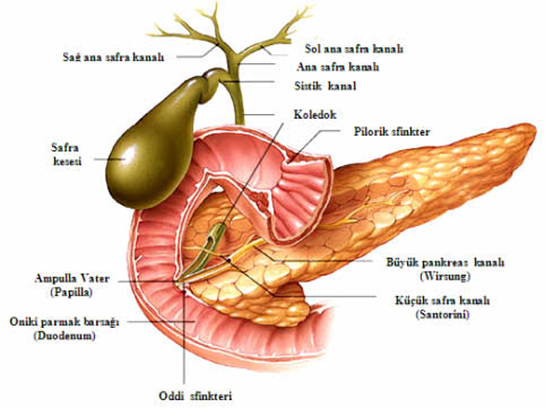 Sağ ana safra kanalı
Sol ana safra kanalı
Ana safra kanalı
Sistik kanal
Koledok
Pilorik sfinkter
Safra
kesesi
Büyük pankreas kanalı
(Wirsung)
Ampulla Vater
(Papilla)
Küçük safra kanalı
(Santorini)
Oniki parmak barsağı
(Duodenum)
Oddi sfinkteri